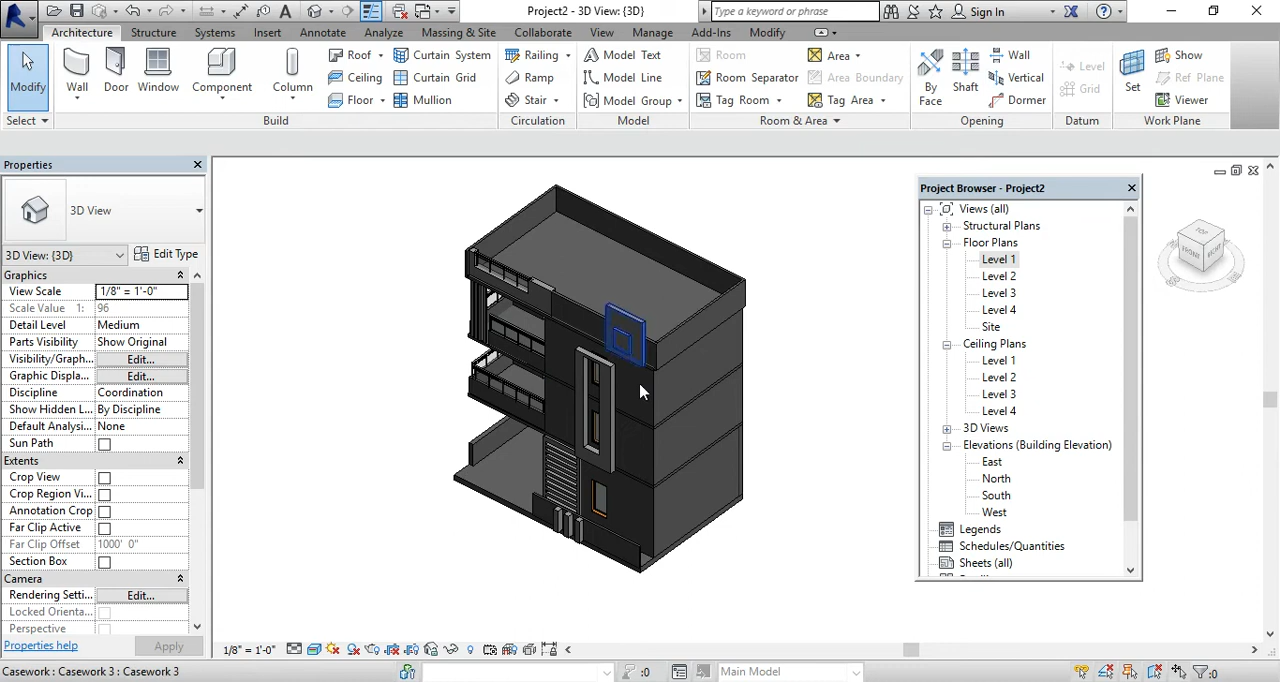 Project2 - 3D View: {3D}
Type a keyword or phrase
Sign In
Architecture Structure Systems Insert Annotate Analyze Massing & Site Collaborate View Manage Add-Ins Modify
Modify
Wall
Door
Window
Component
Column
Roof
Ceiling
Floor
Curtain System
Curtain Grid
Mullion
Railing
Ramp
Stair
Model Text
Model Line
Model Group
Room
Room Separator
Tag Room
Area
Area Boundary
Tag Area
By Face
Shaft
Wall
Vertical
Dormer
Level
Grid
Set
Show
Ref Plane
Viewer
Select
Build
Circulation
Model
Room & Area
Opening
Datum
Work Plane
Properties
3D View
3D View: {3D}
Edit Type
Graphics
View Scale 1/8" = 1'-0"
Scale Value 1: 96
Detail Level Medium
Parts Visibility Show Original
Visibility/Graph... Edit...
Graphic Displa... Edit...
Discipline Coordination
Show Hidden L... By Discipline
Default Analysi... None
Sun Path
Extents
Crop View
Crop Region Vi...
Annotation Crop
Far Clip Active
Far Clip Offset 1000' 0"
Section Box
Camera
Rendering Setti... Edit...
Locked Orienta...
Perspective
Properties help
Apply
Project Browser - Project2
Views (all)
Structural Plans
Floor Plans
Level 1
Level 2
Level 3
Level 4
Site
Ceiling Plans
Level 1
Level 2
Level 3
Level 4
3D Views
Elevations (Building Elevation)
East
North
South
West
Legends
Schedules/Quantities
Sheets (all)
TOP
FRONT
RIGHT
1/8" = 1'-0"
Casework : Casework 3 : Casework 3
:0
Main Model
:0